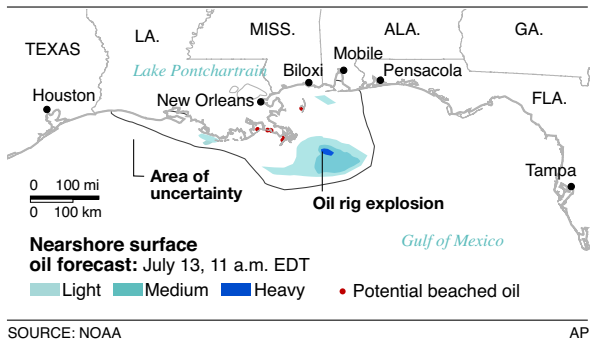 MISS.
ALA.
GA.
LA.
TEXAS
Mobile
Lake Pontchartrain
Biloxi
Pensacola
Houston
New Orleans
FLA.
Tampa
Area of
uncertainty
0 100 mi
0 100 km
Oil rig explosion
Gulf of Mexico
Nearshore surface
oil forecast: July 13, 11 a.m. EDT
Light Medium Heavy Potential beached oil
SOURCE: NOAA AP